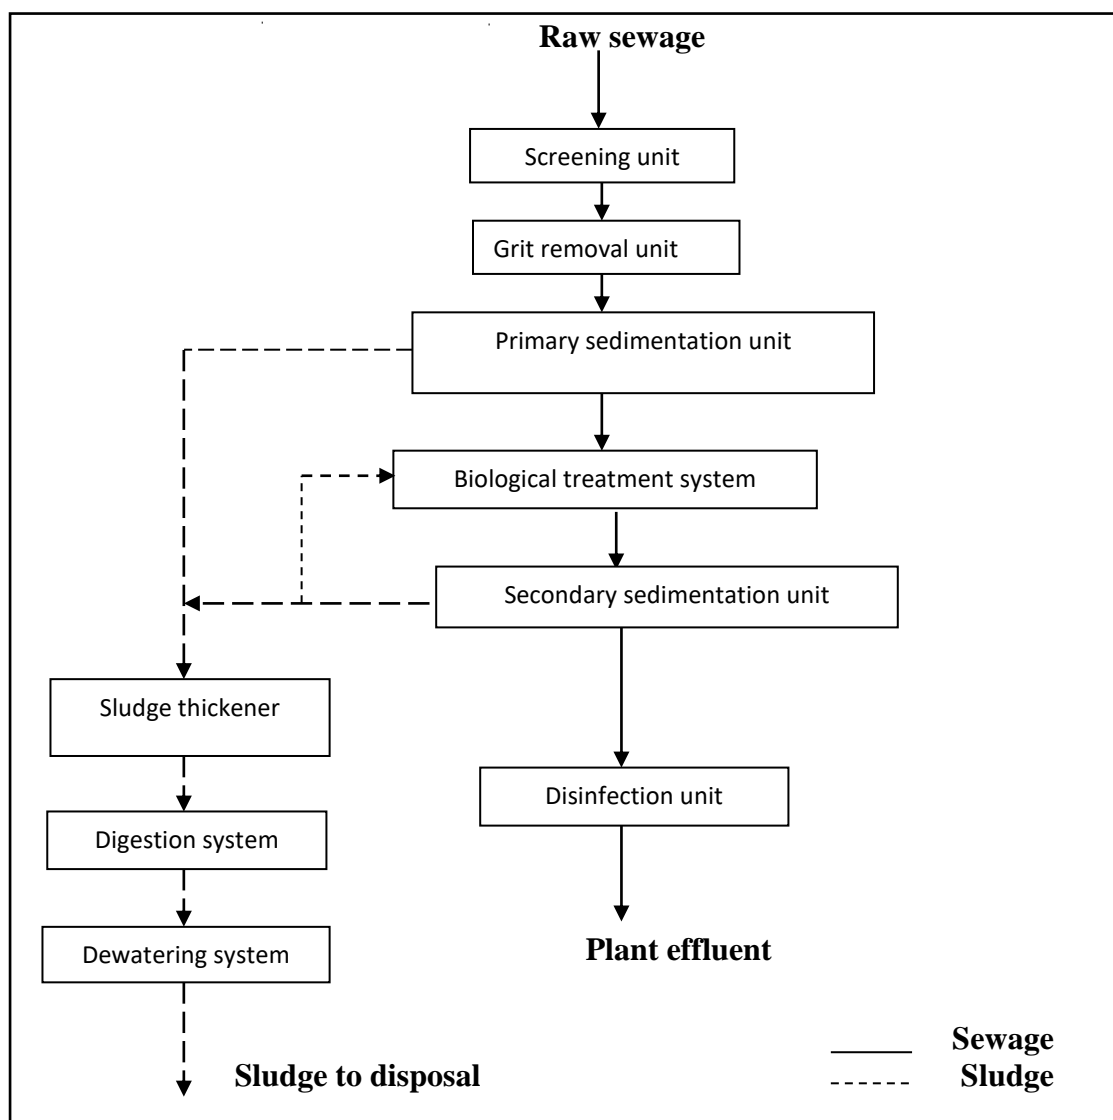 Raw sewage
Screening unit
Grit removal unit
Primary sedimentation unit
Biological treatment system
Secondary sedimentation unit
Sludge thickener
Disinfection unit
Digestion system
Dewatering system
Plant effluent
Sewage
Sludge
Sludge to disposal